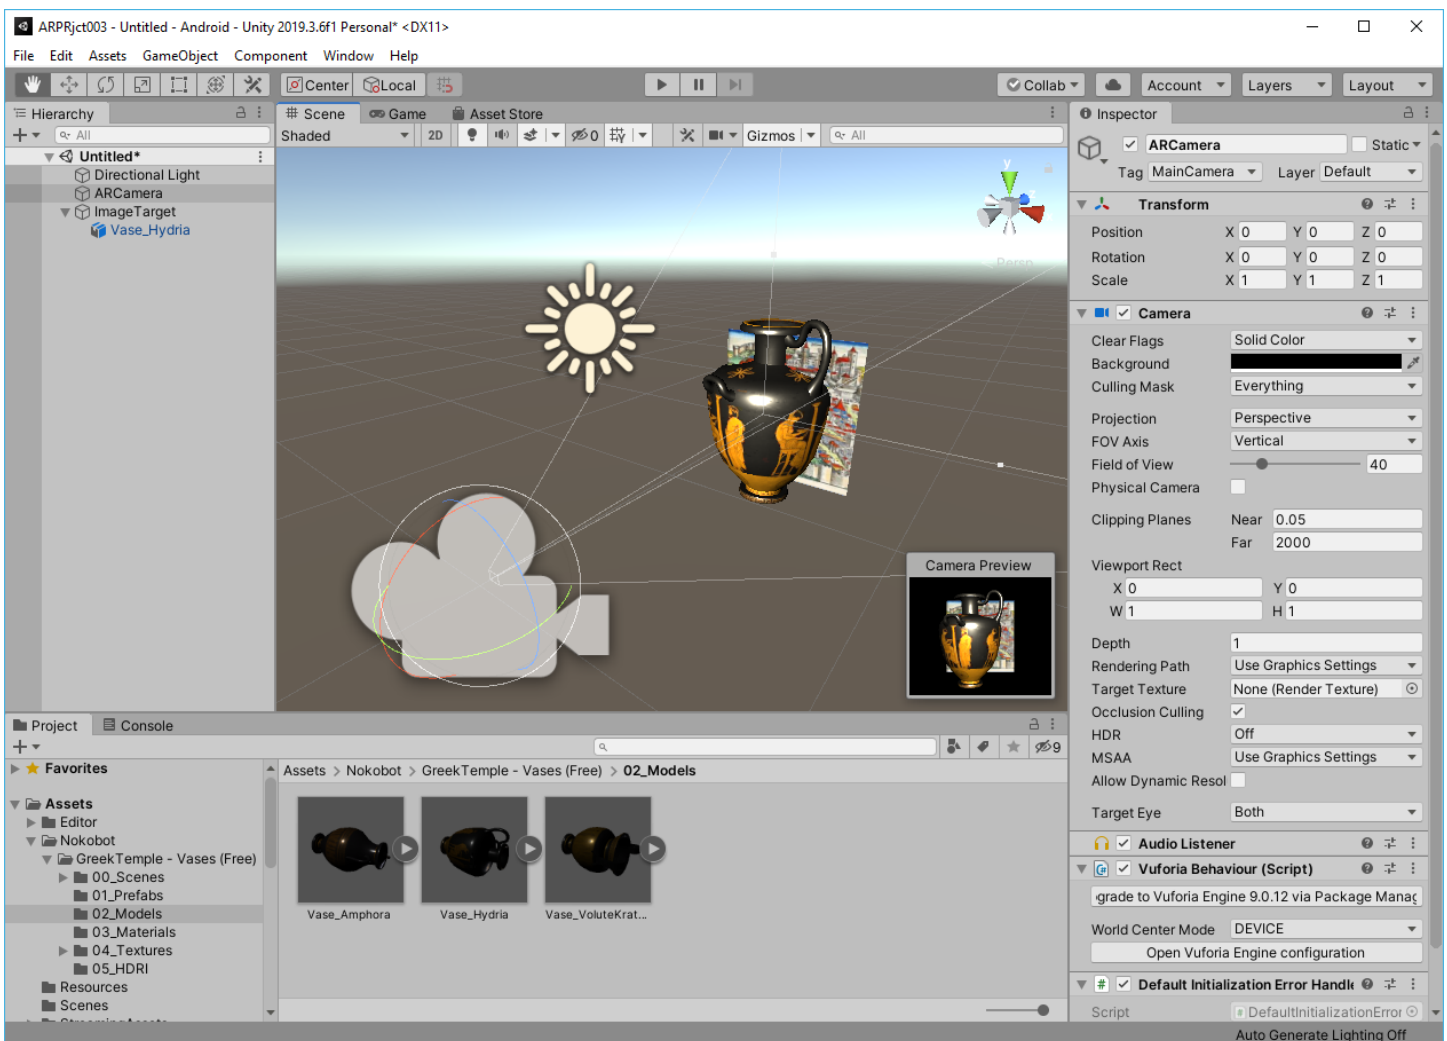 ARPRjct003 - Untitled - Android - Unity 2019.3.6f1 Personal* <DX11>
File Edit Assets GameObject Component Window Help
Center Local Collab Account Layers Layout
Hierarchy
All
Untitled*
Directional Light
ARCamera
ImageTarget
Vase_Hydria
Scene Game Asset Store
Shaded 2D 0 Gizmos All
y
Persp
Camera Preview
Inspector
ARCamera Static
Tag MainCamera Layer Default
Transform
Position X 0 Y 0 Z 0
Rotation X 0 Y 0 Z 0
Scale X 1 Y 1 Z 1
Camera
Clear Flags Solid Color
Background
Culling Mask Everything
Projection Perspective
FOV Axis Vertical
Field of View 40
Physical Camera
Clipping Planes Near 0.05
Far 2000
Viewport Rect
X 0 Y 0
W 1 H 1
Depth 1
Rendering Path Use Graphics Settings
Target Texture None (Render Texture)
Occlusion Culling
HDR Off
MSAA Use Graphics Settings
Allow Dynamic Resol
Target Eye Both
Audio Listener
Vuforia Behaviour (Script)
grade to Vuforia Engine 9.0.12 via Package Manag
World Center Mode DEVICE
Open Vuforia Engine configuration
Default Initialization Error Handle
Script DefaultInitializationError
Project Console
9
Favorites
Assets
Editor
Nokobot
GreekTemple - Vases (Free)
00_Scenes
01_Prefabs
02_Models
03_Materials
04_Textures
05_HDRI
Resources
Scenes
StreamingAssets
Assets > Nokobot > GreekTemple - Vases (Free) > 02_Models
Vase_Amphora Vase_Hydria Vase_VoluteKrat...
Auto Generate Lighting Off